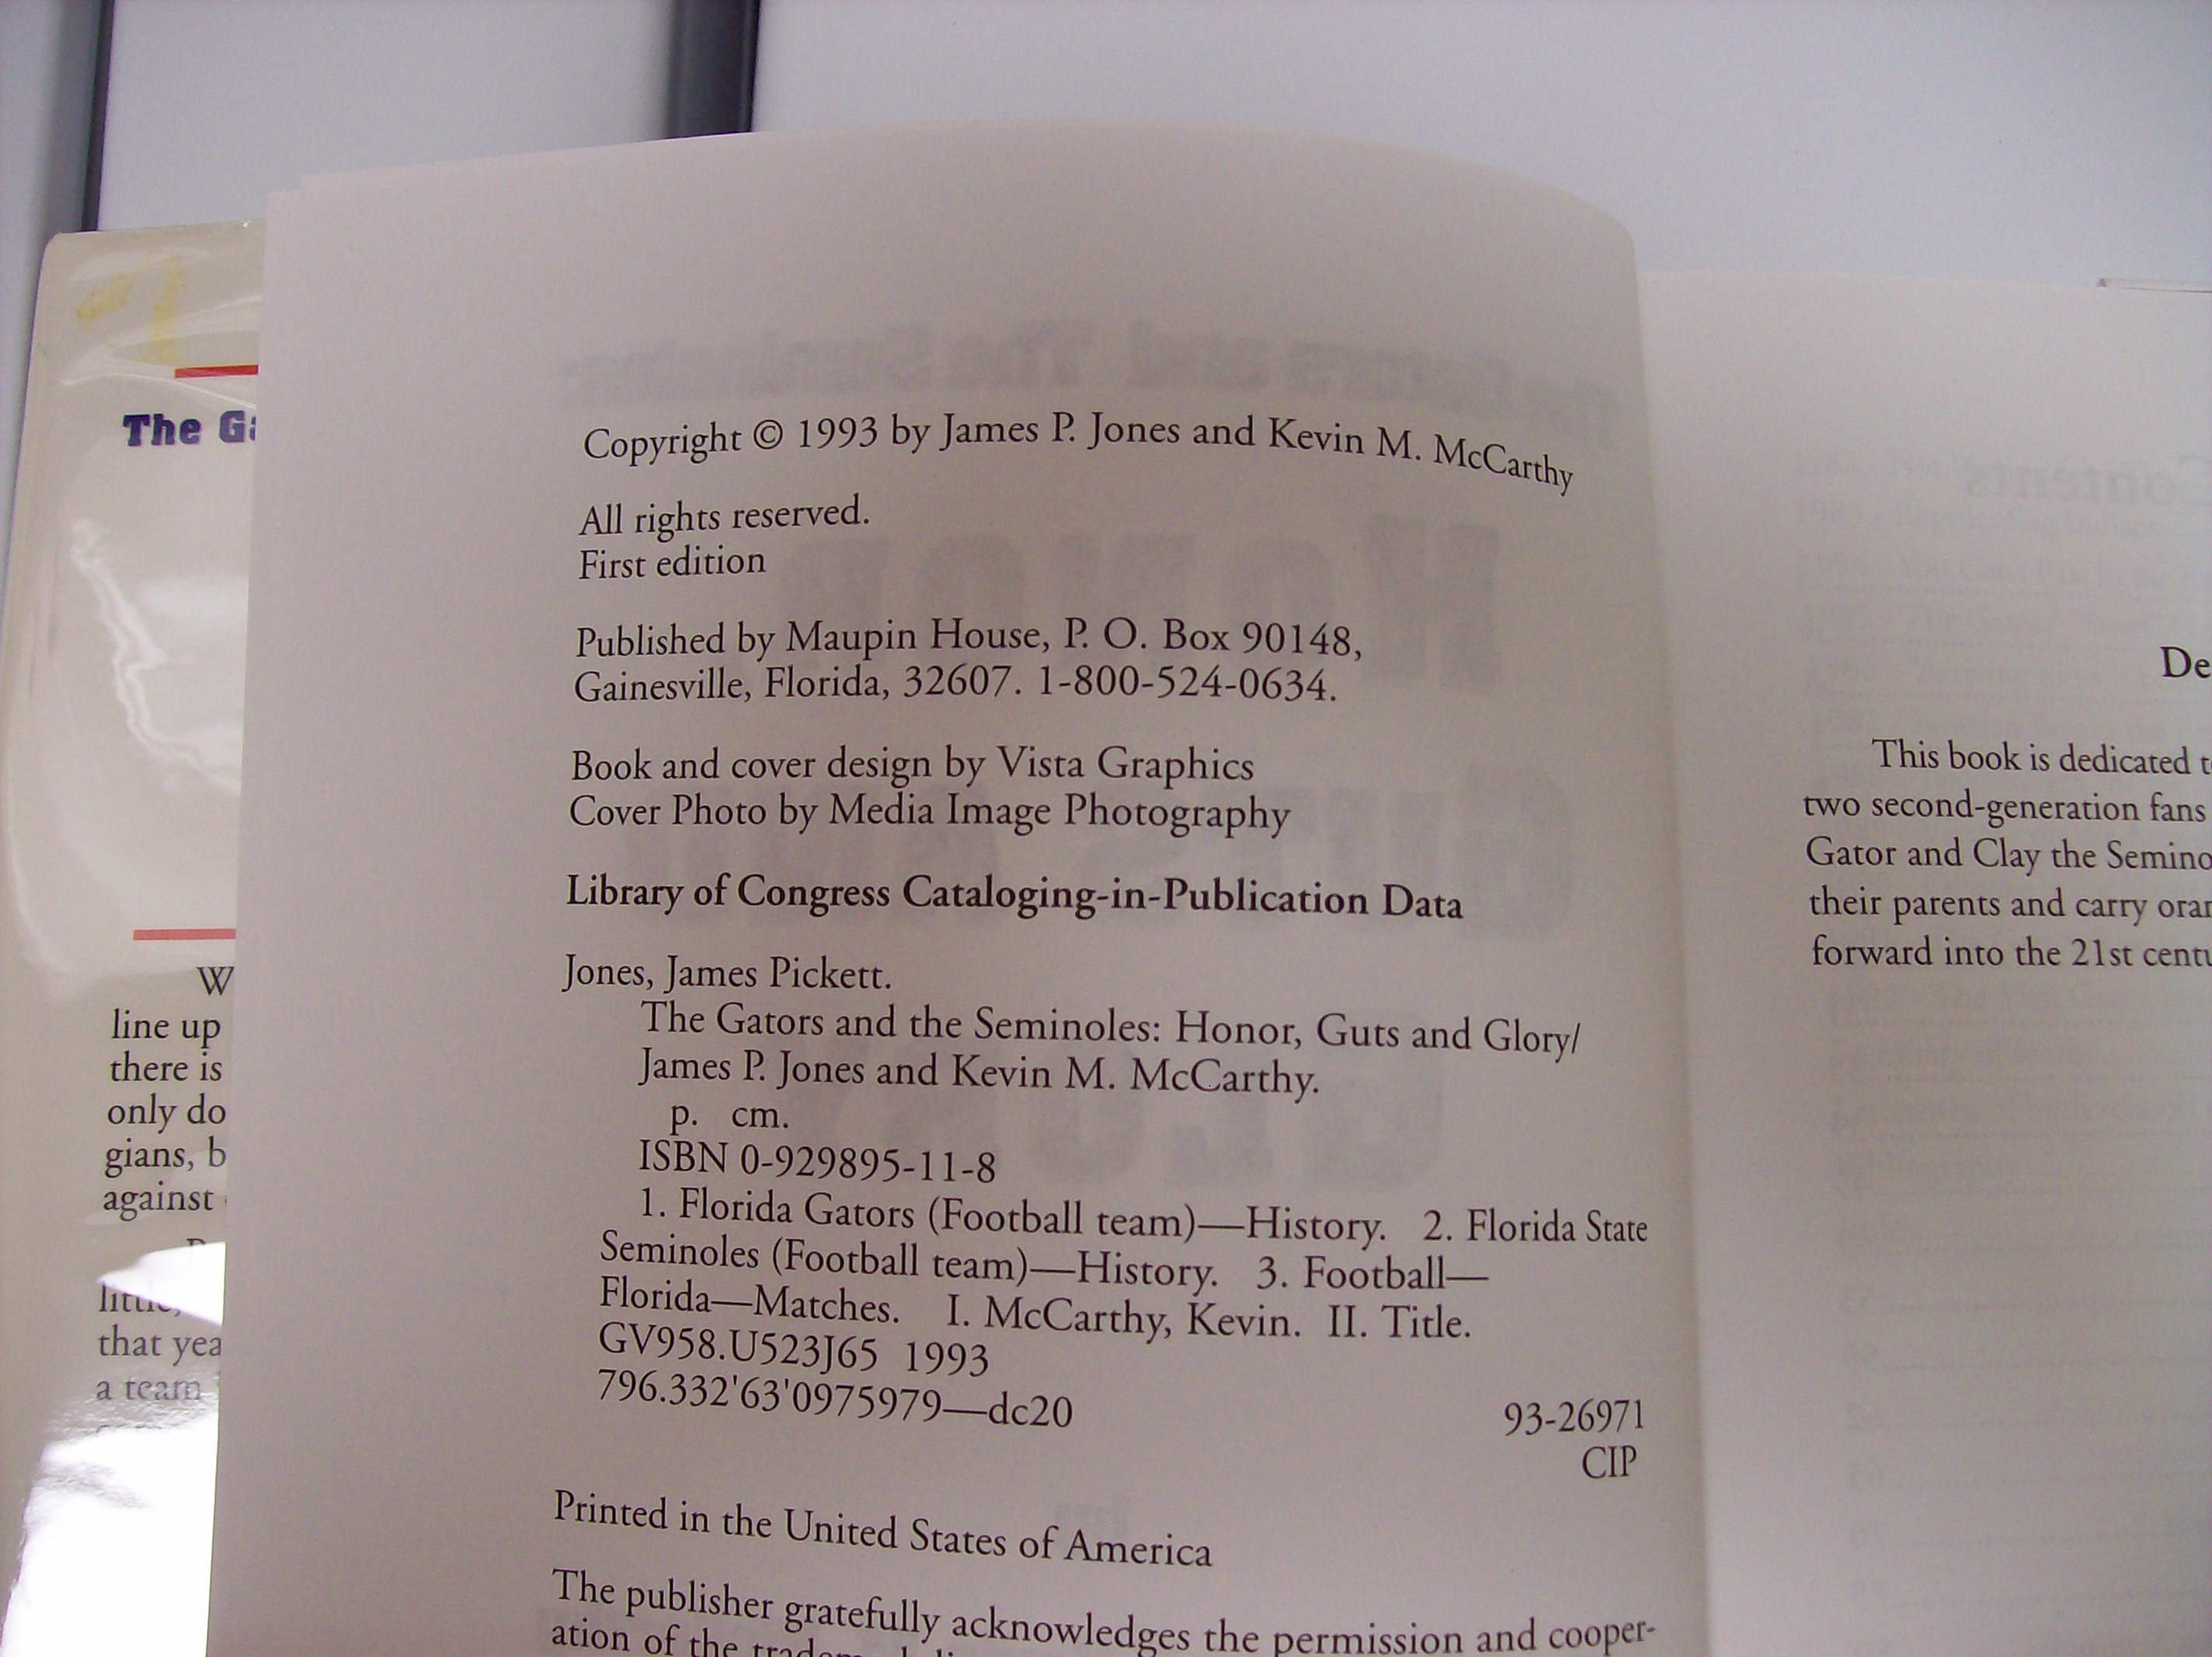 The Ga
W
line up
there is
only do
gians, b
against
little,
that yea
a team
Copyright © 1993 by James P. Jones and Kevin M. McCarthy
All rights reserved.
First edition
Published by Maupin House, P. O. Box 90148,
Gainesville, Florida, 32607. 1-800-524-0634.
Book and cover design by Vista Graphics
Cover Photo by Media Image Photography
Library of Congress Cataloging-in-Publication Data
Jones, James Pickett.
The Gators and the Seminoles: Honor, Guts and Glory/
James P. Jones and Kevin M. McCarthy.
p. cm.
ISBN 0-929895-11-8
1. Florida Gators (Football team)—History. 2. Florida State
Seminoles (Football team)—History. 3. Football—
Florida—Matches. I. McCarthy, Kevin. II. Title.
GV958.U523J65 1993
796.332'63'0975979—dc20
93-26971
CIP
Printed in the United States of America
The publisher gratefully acknowledges the permission and cooper-
ation of the
De
This book is dedicated t
two second-generation fans
Gator and Clay the Semino
their parents and carry oran
forward into the 21st centu